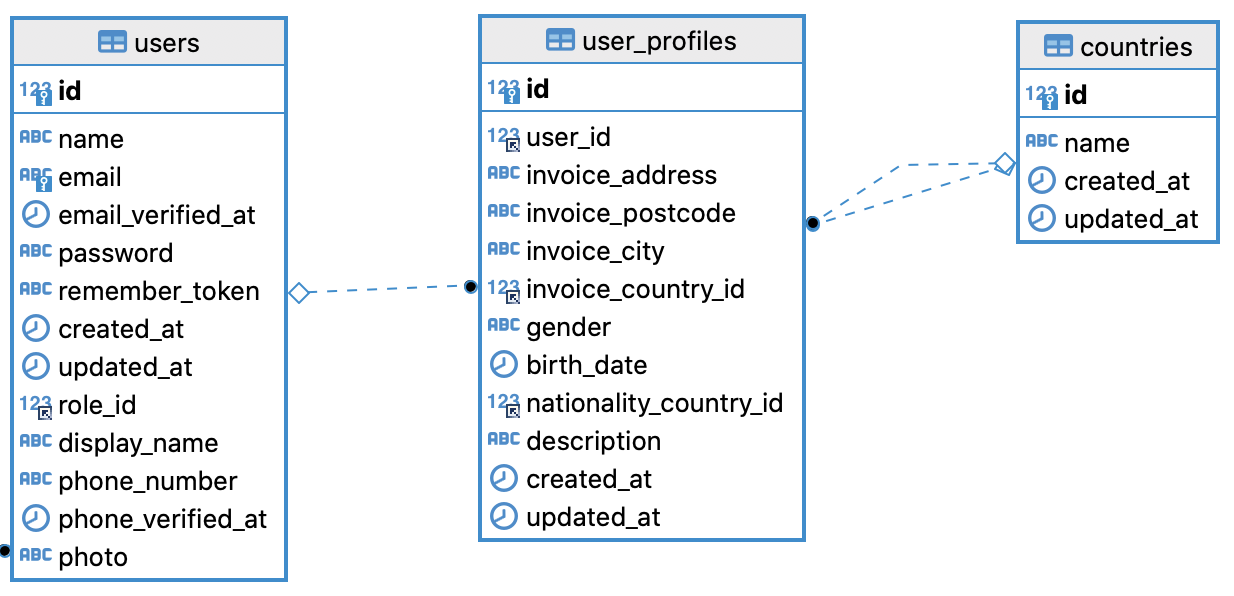 users
123 id
ABC name
ABC email
email_verified_at
ABC password
ABC remember_token
created_at
updated_at
123 role_id
ABC display_name
ABC phone_number
phone_verified_at
ABC photo
user_profiles
123 id
123 user_id
ABC invoice_address
ABC invoice_postcode
ABC invoice_city
123 invoice_country_id
ABC gender
birth_date
123 nationality_country_id
ABC description
created_at
updated_at
countries
123 id
ABC name
created_at
updated_at